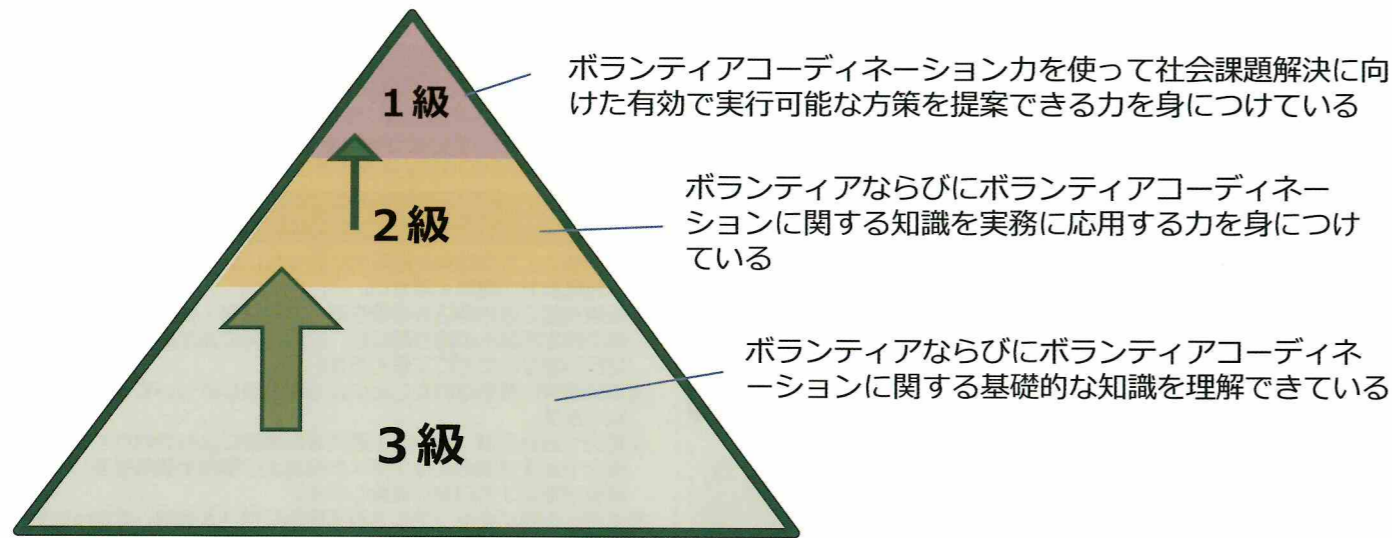 1級
ボランティアコーディネーション力を使って社会課題解決に向
けた有効で実行可能な方策を提案できる力を身につけている
2級
ボランティアならびにボランティアコーディネー
ションに関する知識を実務に応用する力を身につけ
ている
ボランティアならびにボランティアコーディネ
ーションに関する基礎的な知識を理解できている
3級